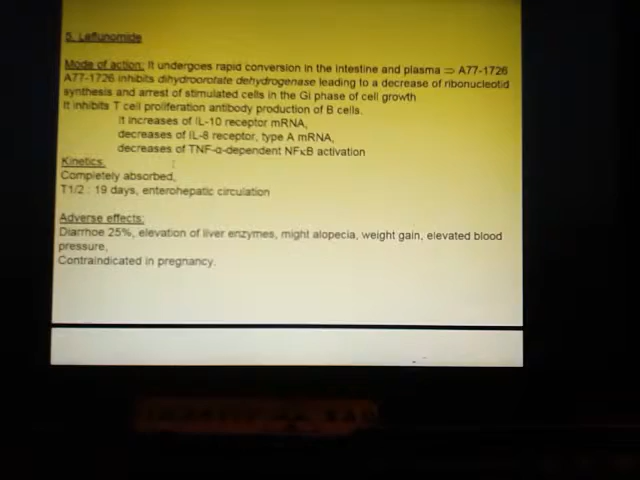 5. Leflunomide
Mode of action: It undergoes rapid conversion in the intestine and plasma ⊃ A77-1726
A77-1726 inhibits dihydroorotate dehydrogenase leading to a decrease of ribonucleotid
synthesis and arrest of stimulated cells in the Gi phase of cell growth
It inhibits T cell proliferation antibody production of B cells.
It increases of IL-10 receptor mRNA,
decreases of IL-8 receptor, type A mRNA,
decreases of TNF-α-dependent NFκB activation
Kinetics
Completely absorbed,
T1/2 : 19 days, enterohepatic circulation
Adverse effects:
Diarrhoe 25%, elevation of liver enzymes, might alopecia, weight gain, elevated blood
pressure,
Contraindicated in pregnancy.